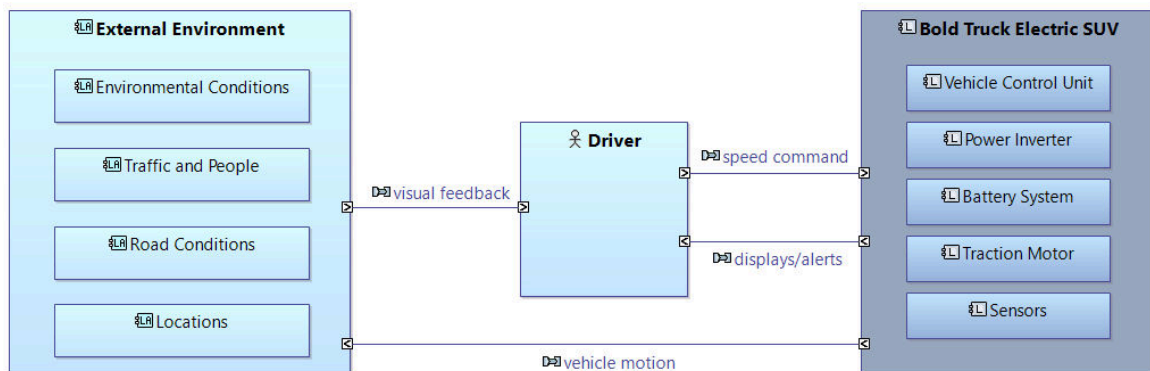 External Environment
Environmental Conditions
Traffic and People
Road Conditions
Locations
visual feedback
Driver
speed command
displays/alerts
vehicle motion
Bold Truck Electric SUV
Vehicle Control Unit
Power Inverter
Battery System
Traction Motor
Sensors